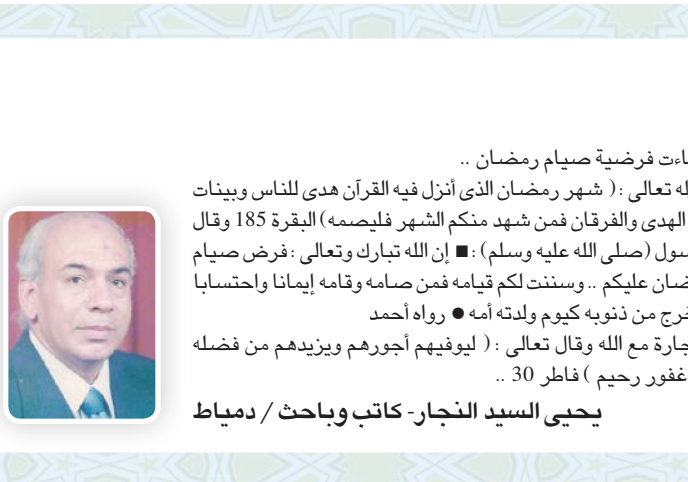 اءت فرضية صيام رمضان ..
له تعالى :( شهر رمضان الذى أنزل فيه القرآن هدى للناس وبينات
الهدى والفرقان فمن شهد منكم الشهر فليصمه) البقرة 185 وقال
سول (صلى الله عليه وسلم) :■ إن الله تبارك وتعالى : فرض صيام
ضان عليكم .. وسننت لكم قيامه فمن صامه وقامه إيمانا واحتسابا
خرج من ذنوبه كيوم ولدته أمه ● رواه أحمد
جارة مع الله وقال تعالى :( ليوفيهم أجورهم ويزيدهم من فضله
غفور رحيم ) فاطر 30 ..
يحيى السيد النجار- كاتب وباحث / دمياط